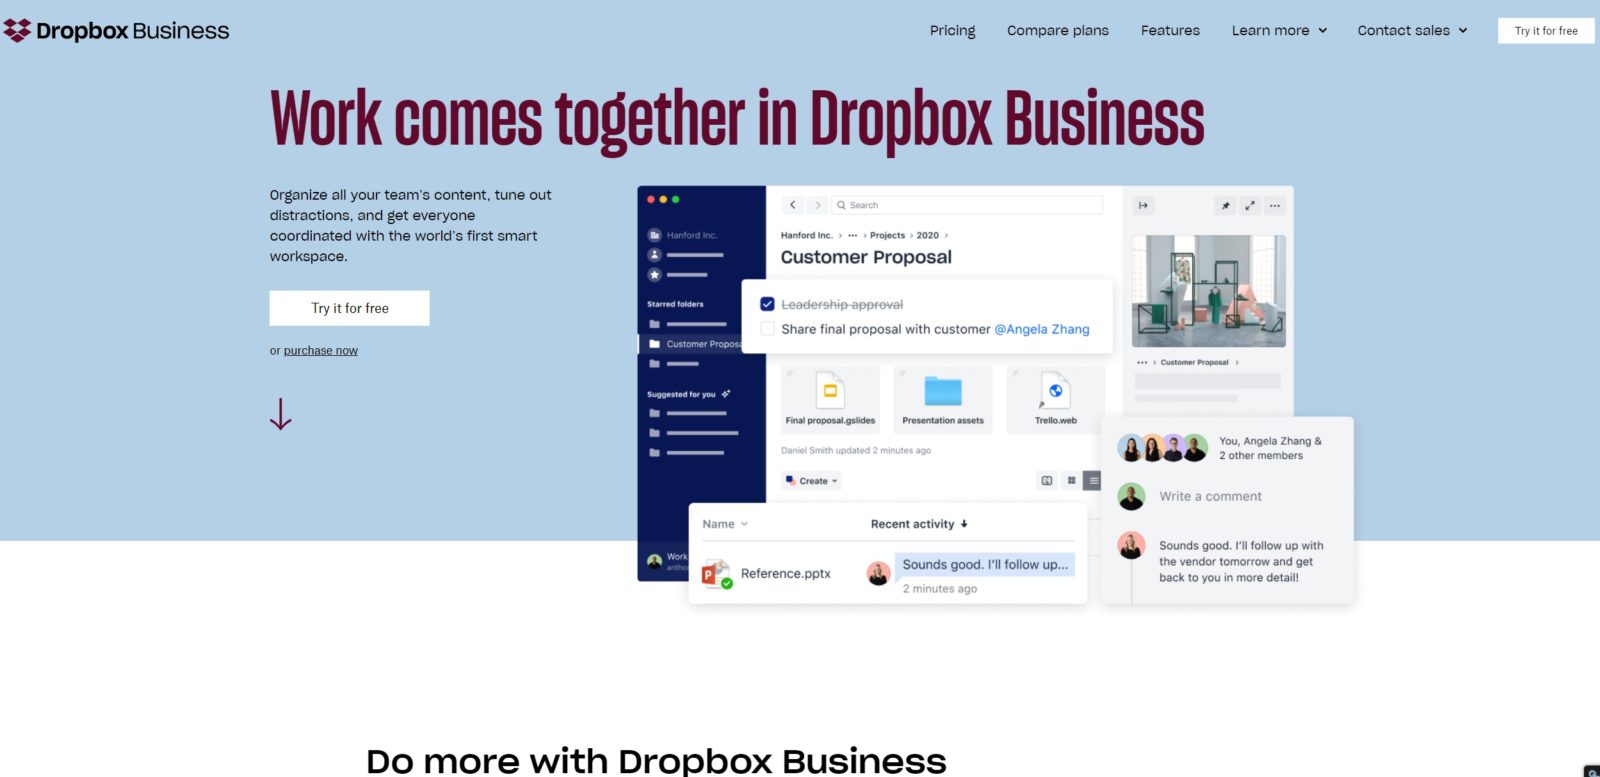 Dropbox Business
Pricing
Compare plans
Features
Learn more
Contact sales
Try it for free
Work comes together in Dropbox Business
Organize all your team's content, tune out
distractions, and get everyone
coordinated with the world's first smart
workspace.
Try it for free
or purchase now
Hanford Inc.
Starred folders
Customer Proposa
Suggested for you
Work
Search
Hanford Inc. > ··· > Projects > 2020 >
Customer Proposal
Leadership approval
Share final proposal with customer @Angela Zhang
Final proposal.gslides
Presentation assets
Trello.web
Daniel Smith updated 2 minutes ago
Create
Name
Recent activity
Reference.pptx
Sounds good. I'll follow up...
2 minutes ago
··· > Customer Proposal >
You, Angela Zhang &
2 other members
Write a comment
Sounds good. I'll follow up with
the vendor tomorrow and get
back to you in more detail!
Do more with Dropbox Business